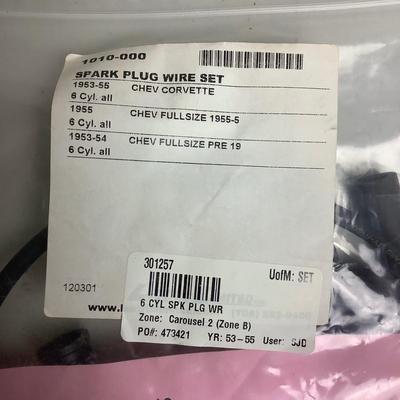 1010-000
SPARK PLUG WIRE SET
1953-55 CHEV CORVETTE
6 Cyl. all
1955 CHEV FULLSIZE 1955-5
6 Cyl. all
1953-54 CHEV FULLSIZE PRE 19
6 Cyl. all
120301
www.
301257 UofM: SET
6 CYL SPK PLG WR
Zone: Carousel 2 (Zone B)
PO#: 473421 YR: 53-55 User: SJD